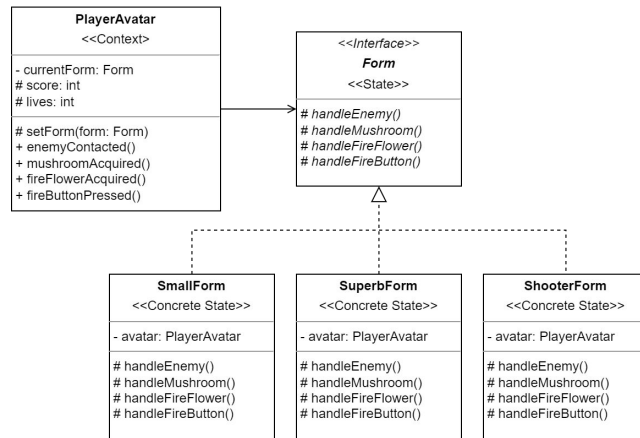 PlayerAvatar
<<Context>
- currentForm: Form
# score: int
# lives: int
# setForm(form: Form)
+ enemyContacted()
+ mushroomAcquired()
+ fireFlowerAcquired()
+ fireButtonPressed()
<<Interface>>
Form
<<State>>
# handleEnemy()
# handleMushroom()
# handleFireFlower()
# handleFireButton()
SmallForm
<<Concrete State>>
- avatar: PlayerAvatar
# handleEnemy()
# handleMushroom()
# handleFireFlower()
# handleFireButton()
SuperbForm
<<Concrete State>>
- avatar: PlayerAvatar
# handleEnemy()
# handleMushroom()
# handleFireFlower()
# handleFireButton()
ShooterForm
<<Concrete State>>
- avatar: PlayerAvatar
# handleEnemy()
# handleMushroom()
# handleFireFlower()
# handleFireButton()